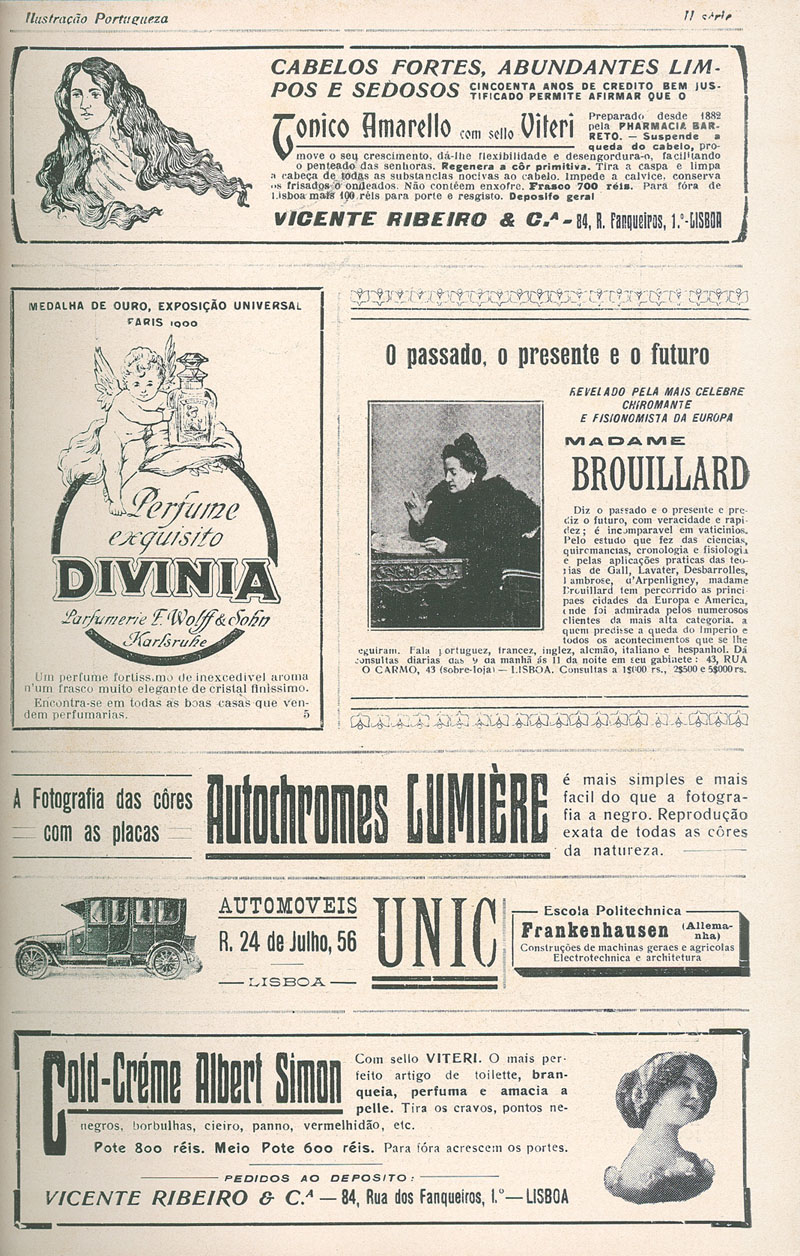 Ilustração Portugueza
II série
CABELOS FORTES, ABUNDANTES LIM-
POS E SEDOSOS CINCOENTA ANOS DE CREDITO BEM JUS-
TIFICADO PERMITE AFIRMAR QUE O
Tonico Amarello com sello Viteri
Preparado desde 1882
pela PHARMACIA BAR-
RETO. — Suspende a
queda do cabelo, pro-
move o seu crescimento, dá-lhe flexibilidade e desengordura-o, facilitando
o penteado das senhoras. Regenera a côr primitiva. Tira a caspa e limpa
a cabeça de todas as substancias nocivas ao cabelo. Impede a calvice, conserva
os frisados e ondeados. Não contêem enxofre. Frasco 700 réis. Para fóra de
Lisboa mais 100 réis para porte e resgisto. Deposito geral
VICENTE RIBEIRO & C.ª - 84, R. Fanqueiros, 1.º-LISBOA
MEDALHA DE OURO, EXPOSIÇÃO UNIVERSAL
PARIS 1900
Perfume
exquisito
DIVINIA
Parfumerie F. Wolff & Sohn
Karlsruhe
Um perfume fortissimo de inexcedivel aroma
n'um frasco muito elegante de cristal finissimo.
Encontra-se em todas as boas casas que ven-
dem perfumarias. 5
O passado, o presente e o futuro
REVELADO PELA MAIS CELEBRE
CHIROMANTE
E FISIONOMISTA DA EUROPA
MADAME
BROUILLARD
Diz o passado e o presente e pre-
diz o futuro, com veracidade e rapi-
dez; é incomparavel em vaticinios.
Pelo estudo que fez das ciencias,
quiromancias, cronologia e fisiologia
e pelas aplicações praticas das teo-
rias de Gall, Lavater, Desbarrolles,
Lambrose, d'Arpenligney, madame
Brouillard tem percorrido as princi-
paes cidades da Europa e America,
onde foi admirada pelos numerosos
clientes da mais alta categoria, a
quem predisse a queda do Imperio e
todos os acontecimentos que se lhe
seguiram. Fala portuguez, francez, inglez, alemão, italiano e hespanhol. Dá
consultas diarias das 9 da manhã ás 11 da noite em seu gabinete: 43, RUA
O CARMO, 43 (sobre-loja) — LISBOA. Consultas a 1$000 rs., 2$500 e 5$000 rs.
A Fotografia das côres
com as placas
Autochromes LUMIÈRE
é mais simples e mais
facil do que a fotogra-
fia a negro. Reprodução
exata de todas as côres
da natureza.
AUTOMOVEIS
R. 24 de Julho, 56
LISBOA
UNIC
Escola Politechnica
Frankenhausen (Allema-
nha)
Construções de machinas geraes e agricolas
Electrotechnica e architetura
Cold-Créme Albert Simon
Com sello VITERI. O mais per-
feito artigo de toilette, bran-
queia, perfuma e amacia a
pelle. Tira os cravos, pontos ne-
negros, borbulhas, cieiro, panno, vermelhidão, etc.
Pote 800 réis. Meio Pote 600 réis. Para fóra acrescem os portes.
PEDIDOS AO DEPOSITO:
VICENTE RIBEIRO & C.ª — 84, Rua dos Fanqueiros, 1.º — LISBOA